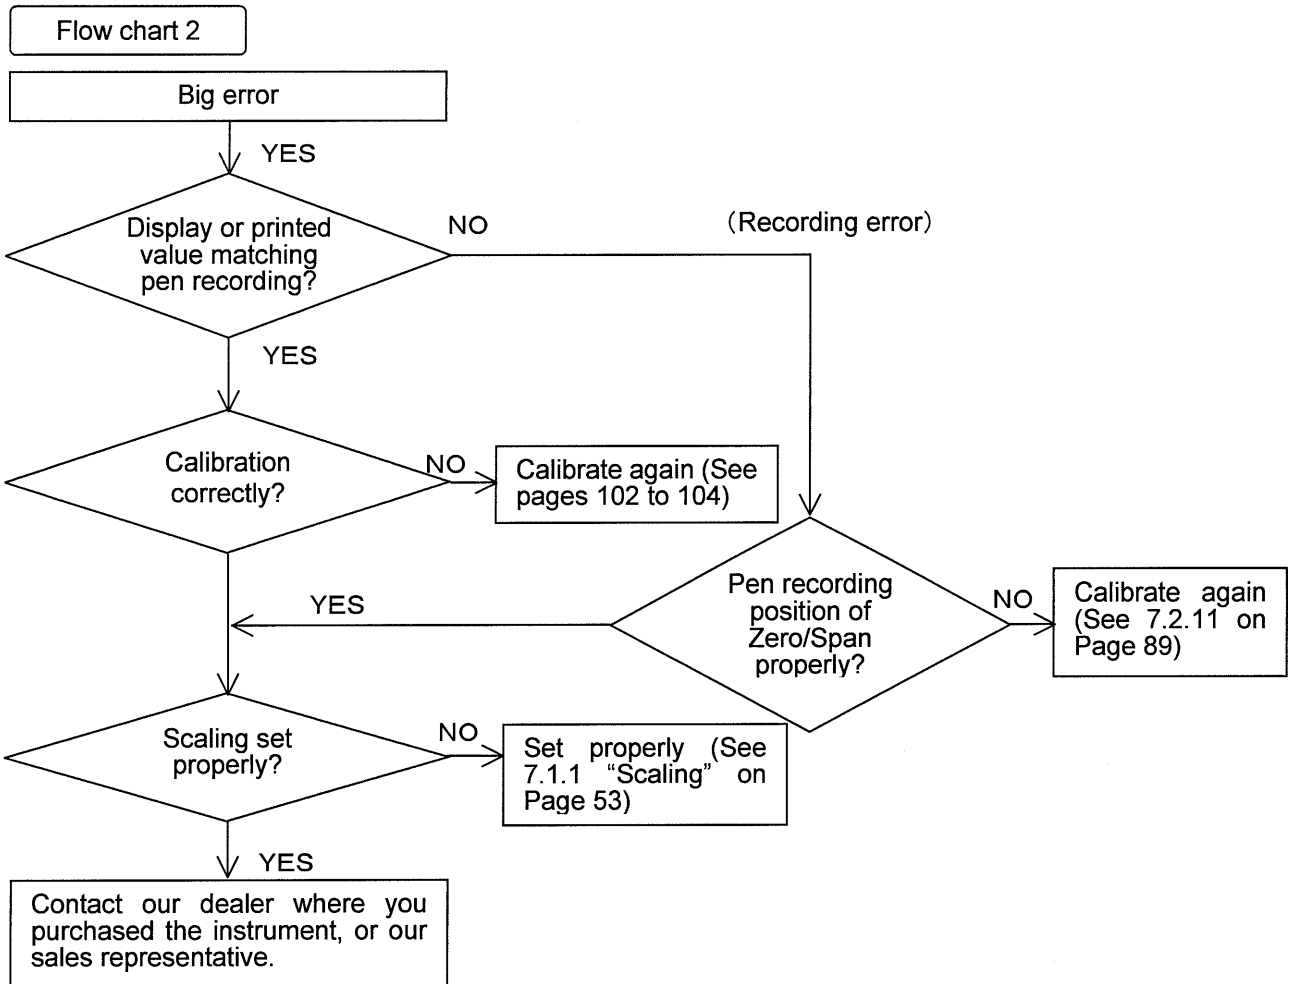 Flow chart 2
Big error
YES
Display or printed
value matching
pen recording?
NO
(Recording error)
YES
Calibration
correctly?
NO
Calibrate again (See
pages 102 to 104)
Pen recording
position of
Zero/Span
properly?
NO
Calibrate again
(See 7.2.11 on
Page 89)
YES
Scaling set
properly?
NO
Set properly (See
7.1.1 “Scaling” on
Page 53)
YES
Contact our dealer where you
purchased the instrument, or our
sales representative.